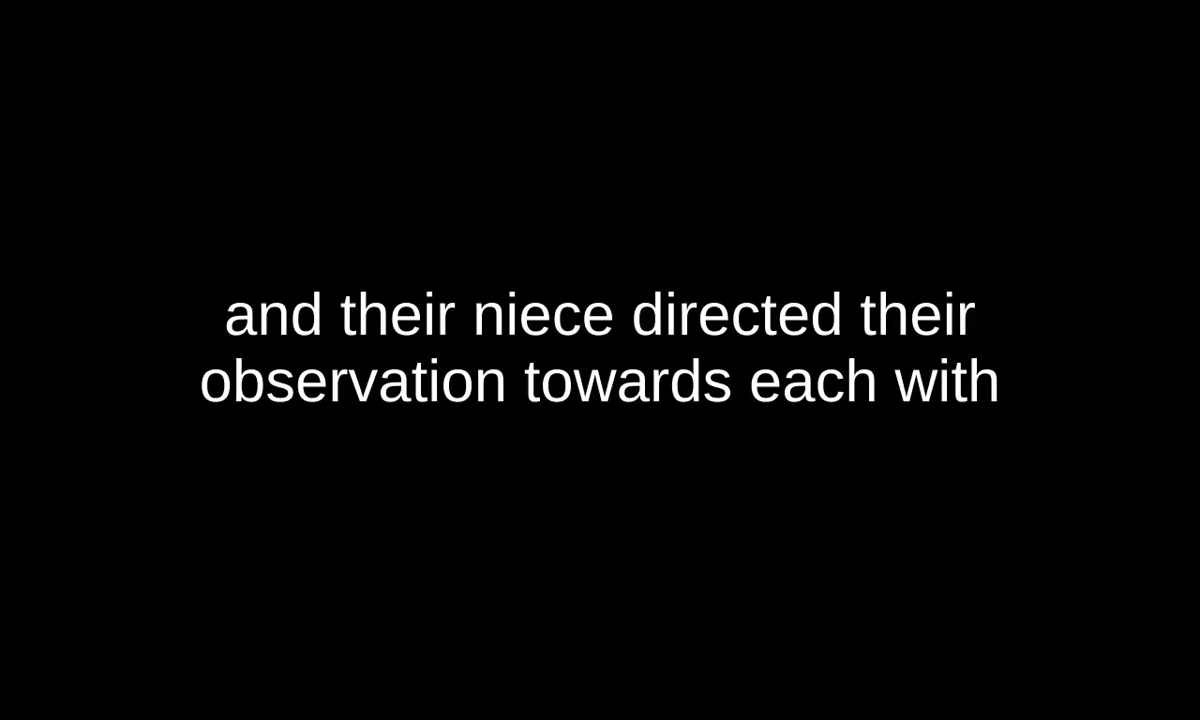 and their niece directed their
observation towards each with